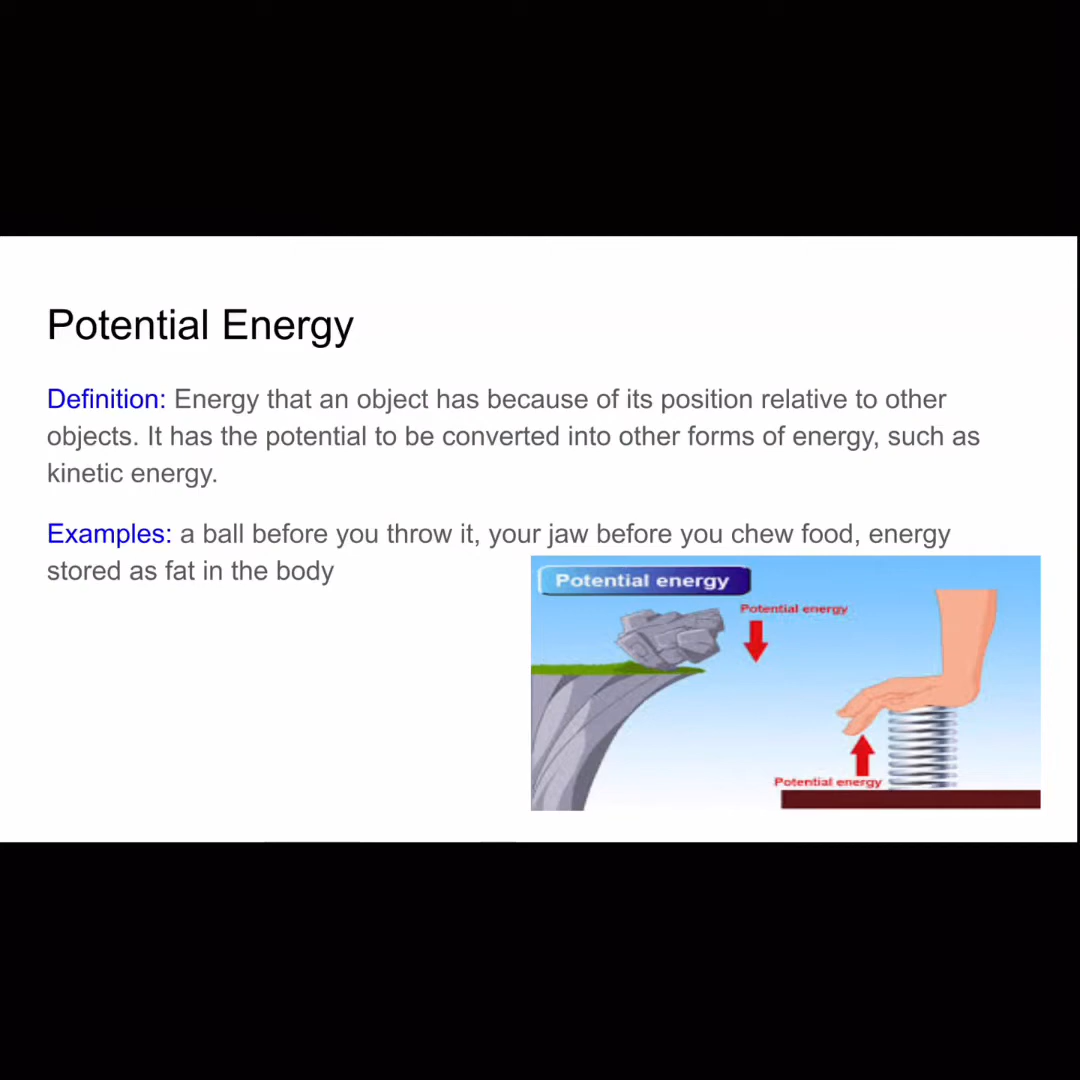 Potential Energy
Definition: Energy that an object has because of its position relative to other
objects. It has the potential to be converted into other forms of energy, such as
kinetic energy.
Examples: a ball before you throw it, your jaw before you chew food, energy
stored as fat in the body
Potential energy
Potential energy
Potential energy